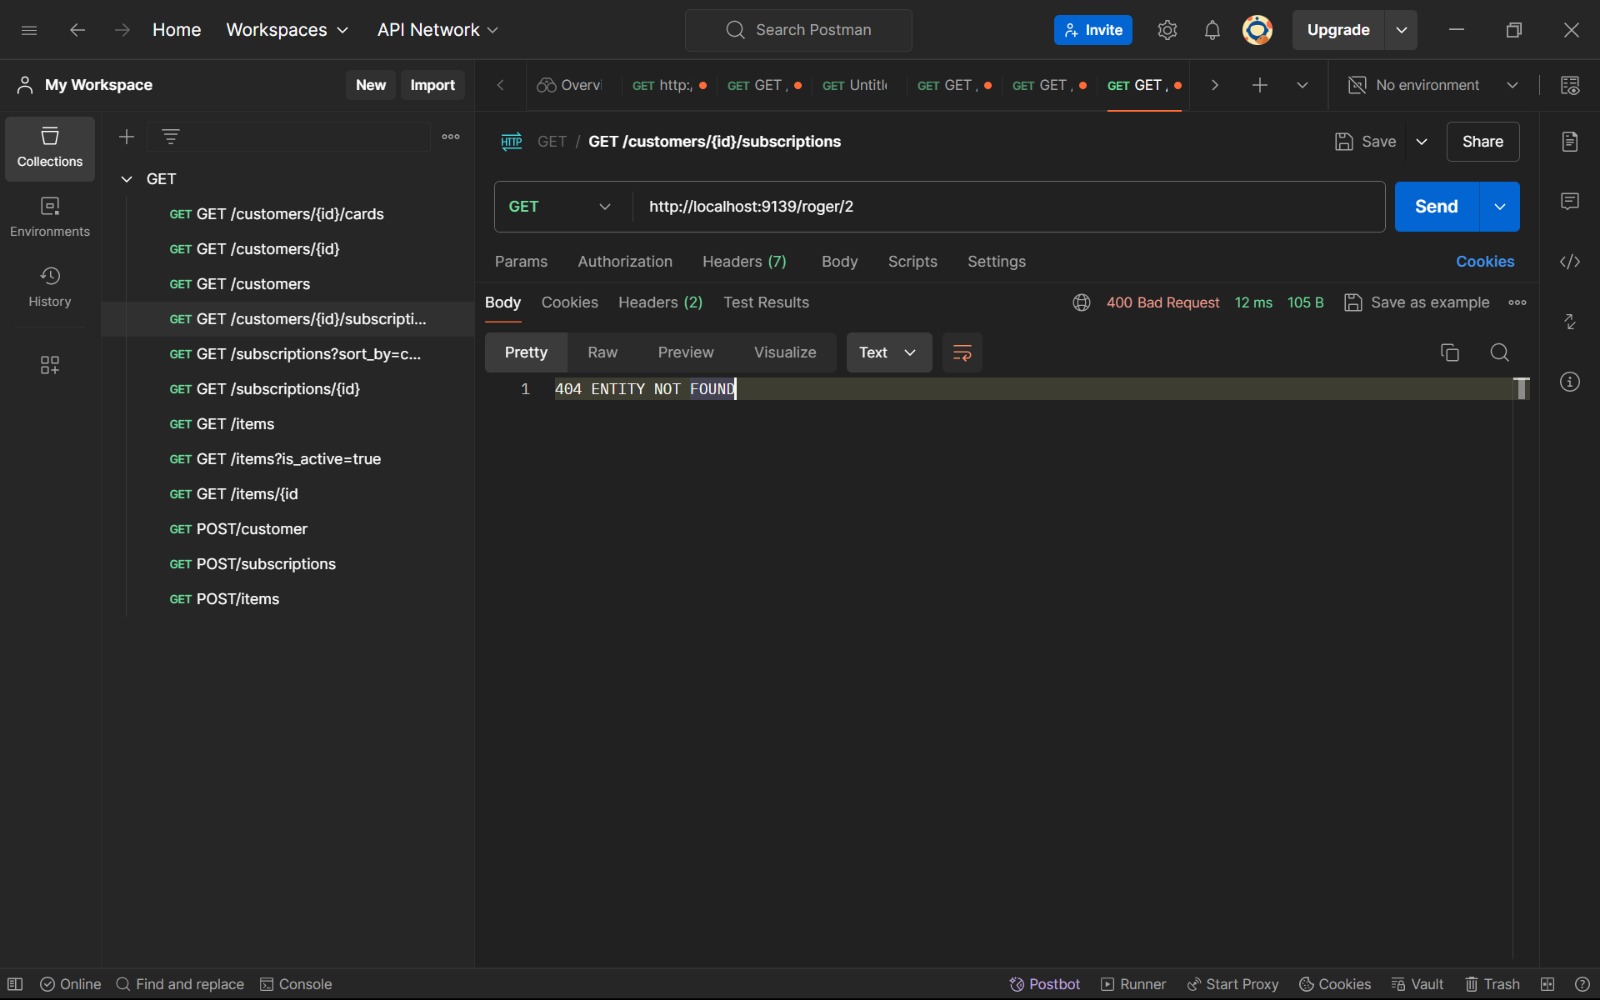 Home Workspaces API Network Search Postman Invite Upgrade
My Workspace New Import Overvi GET http:, GET GET , GET Untitle GET GET , GET GET , GET GET , No environment
Collections
Environments
History
GET
GET GET /customers/{id}/cards
GET GET /customers/{id}
GET GET /customers
GET GET /customers/{id}/subscripti...
GET GET /subscriptions?sort_by=c...
GET GET /subscriptions/{id}
GET GET /items
GET GET /items?is_active=true
GET GET /items/{id
GET POST/customer
GET POST/subscriptions
GET POST/items
HTTP GET / GET /customers/{id}/subscriptions Save Share
GET http://localhost:9139/roger/2 Send
Params Authorization Headers (7) Body Scripts Settings Cookies
Body Cookies Headers (2) Test Results 400 Bad Request 12 ms 105 B Save as example
Pretty Raw Preview Visualize Text
1 404 ENTITY NOT FOUND
Online Find and replace Console Postbot Runner Start Proxy Cookies Vault Trash